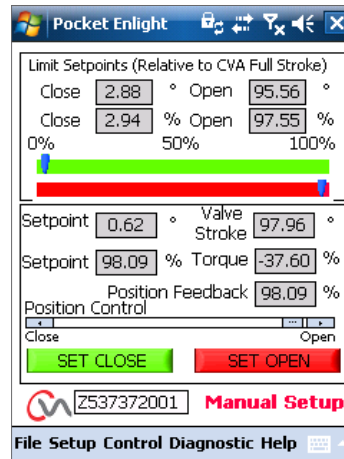 Pocket Enlight
Limit Setpoints (Relative to CVA Full Stroke)
Close 2.88 ° Open 95.56 °
Close 2.94 % Open 97.55 %
0% 50% 100%
Setpoint 0.62 ° Valve Stroke 97.96 °
Setpoint 98.09 % Torque -37.60 %
Position Feedback 98.09 %
Position Control
Close Open
SET CLOSE SET OPEN
Z537372001 Manual Setup
File Setup Control Diagnostic Help